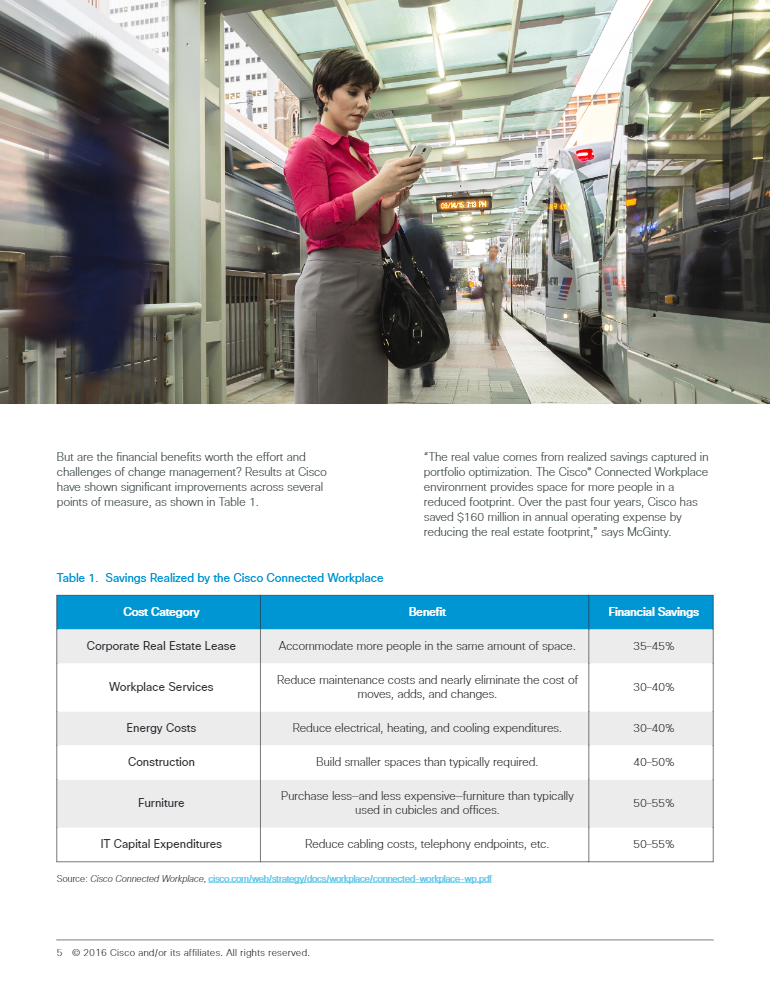 09/14/15 7:13 PM
But are the financial benefits worth the effort and
challenges of change management? Results at Cisco
have shown significant improvements across several
points of measure, as shown in Table 1.
“The real value comes from realized savings captured in
portfolio optimization. The Cisco® Connected Workplace
environment provides space for more people in a
reduced footprint. Over the past four years, Cisco has
saved $160 million in annual operating expense by
reducing the real estate footprint,” says McGinty.
Table 1. Savings Realized by the Cisco Connected Workplace
Cost Category Benefit Financial Savings
Corporate Real Estate Lease Accommodate more people in the same amount of space. 35–45%
Workplace Services Reduce maintenance costs and nearly eliminate the cost of
moves, adds, and changes. 30–40%
Energy Costs Reduce electrical, heating, and cooling expenditures. 30–40%
Construction Build smaller spaces than typically required. 40–50%
Furniture Purchase less—and less expensive—furniture than typically
used in cubicles and offices. 50–55%
IT Capital Expenditures Reduce cabling costs, telephony endpoints, etc. 50–55%
Source: Cisco Connected Workplace, cisco.com/web/strategy/docs/workplace/connected-workplace-wp.pdf
5 © 2016 Cisco and/or its affiliates. All rights reserved.